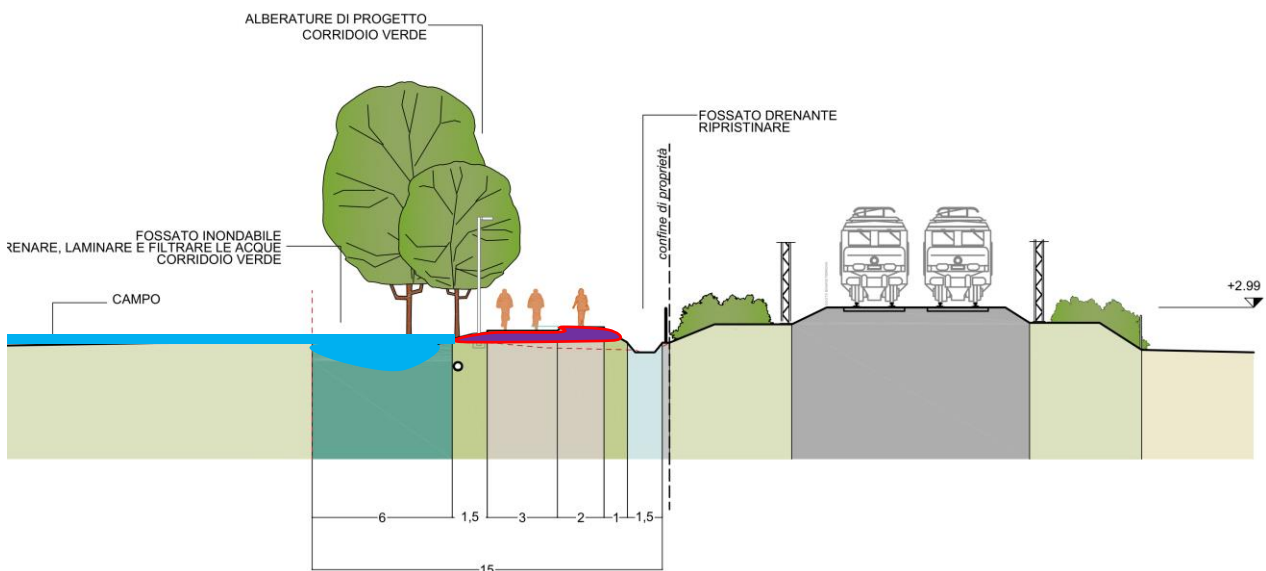 ALBERATURE DI PROGETTO
CORRIDOIO VERDE
FOSSATO DRENANTE
RIPRISTINARE
confine di proprietà
FOSSATO INONDABILE
RENARE, LAMINARE E FILTRARE LE ACQUE
CORRIDOIO VERDE
CAMPO
+2.99
6
1,5
3
2
1
1,5
15